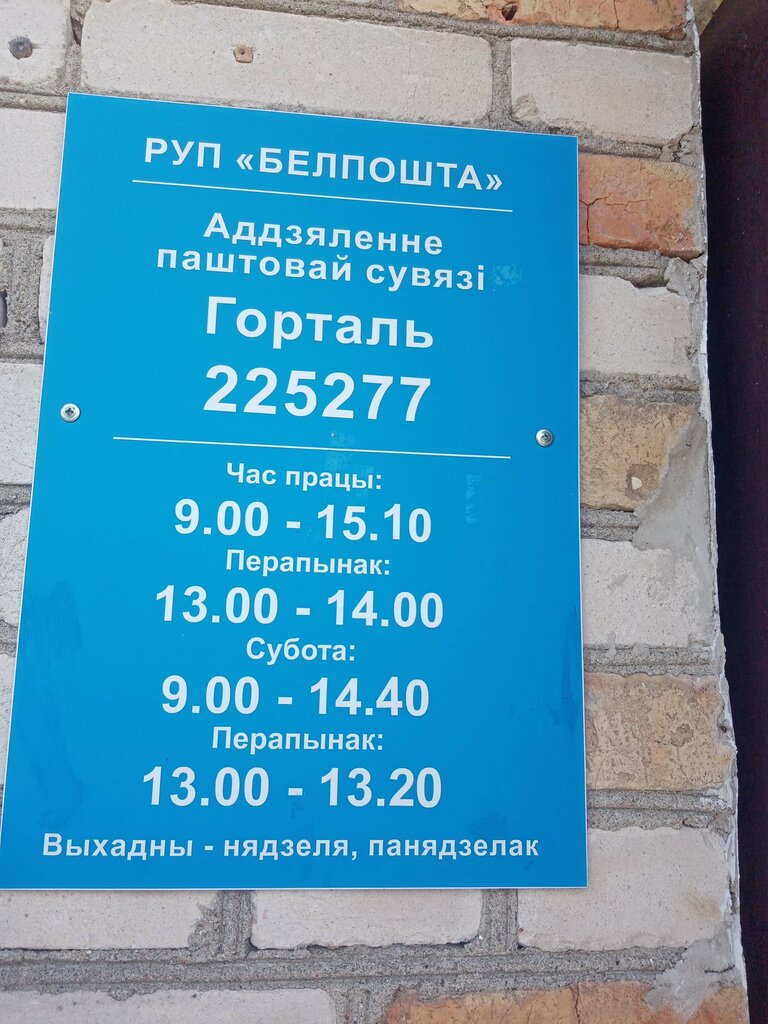 РУП «БЕЛПОШТА»
Аддзяленне
паштовай сувязі
Горталь
225277
Час працы:
9.00 - 15.10
Перапынак:
13.00 - 14.00
Субота:
9.00 - 14.40
Перапынак:
13.00 - 13.20
Выхадны - нядзеля, панядзелак